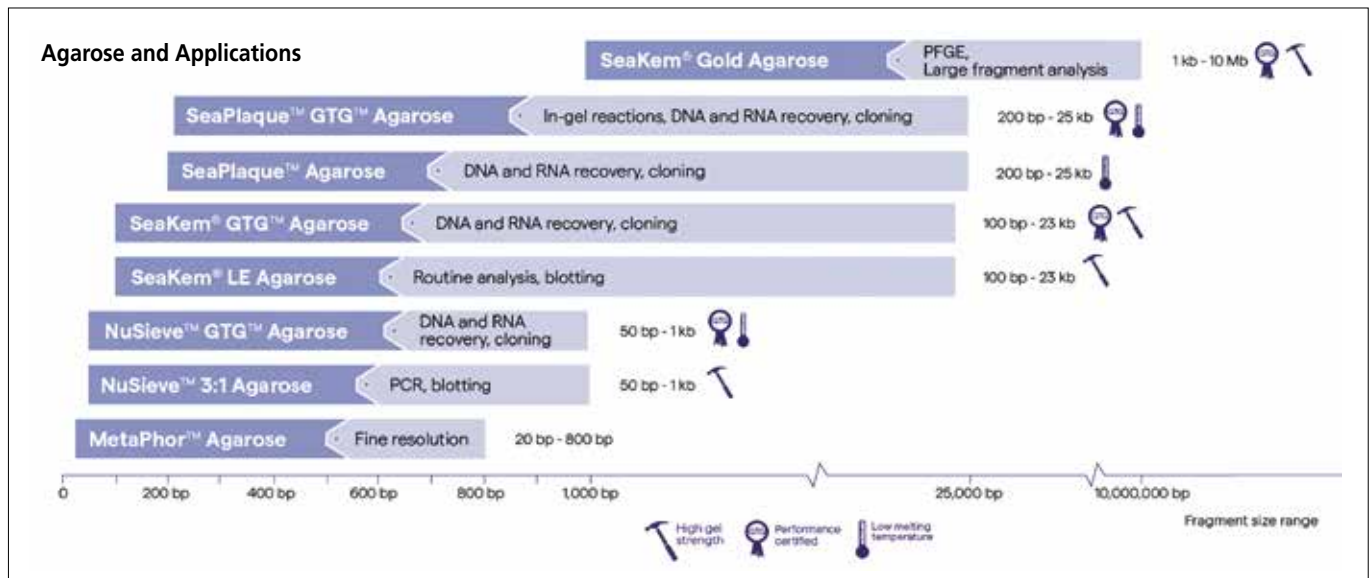 Agarose and Applications
SeaKem® Gold Agarose
PFGE,
Large fragment analysis
1 kb - 10 Mb
SeaPlaque™ GTG™ Agarose
In-gel reactions, DNA and RNA recovery, cloning
200 bp - 25 kb
SeaPlaque™ Agarose
DNA and RNA recovery, cloning
200 bp - 25 kb
SeaKem® GTG™ Agarose
DNA and RNA recovery, cloning
100 bp - 23 kb
SeaKem® LE Agarose
Routine analysis, blotting
100 bp - 23 kb
NuSieve™ GTG™ Agarose
DNA and RNA
recovery, cloning
50 bp - 1 kb
NuSieve™ 3:1 Agarose
PCR, blotting
50 bp - 1 kb
MetaPhor™ Agarose
Fine resolution
20 bp - 800 bp
0 200 bp 400 bp 600 bp 800 bp 1,000 bp 25,000 bp 10,000,000 bp
Fragment size range
High gel
strength
Performance
certified
Low melting
temperature